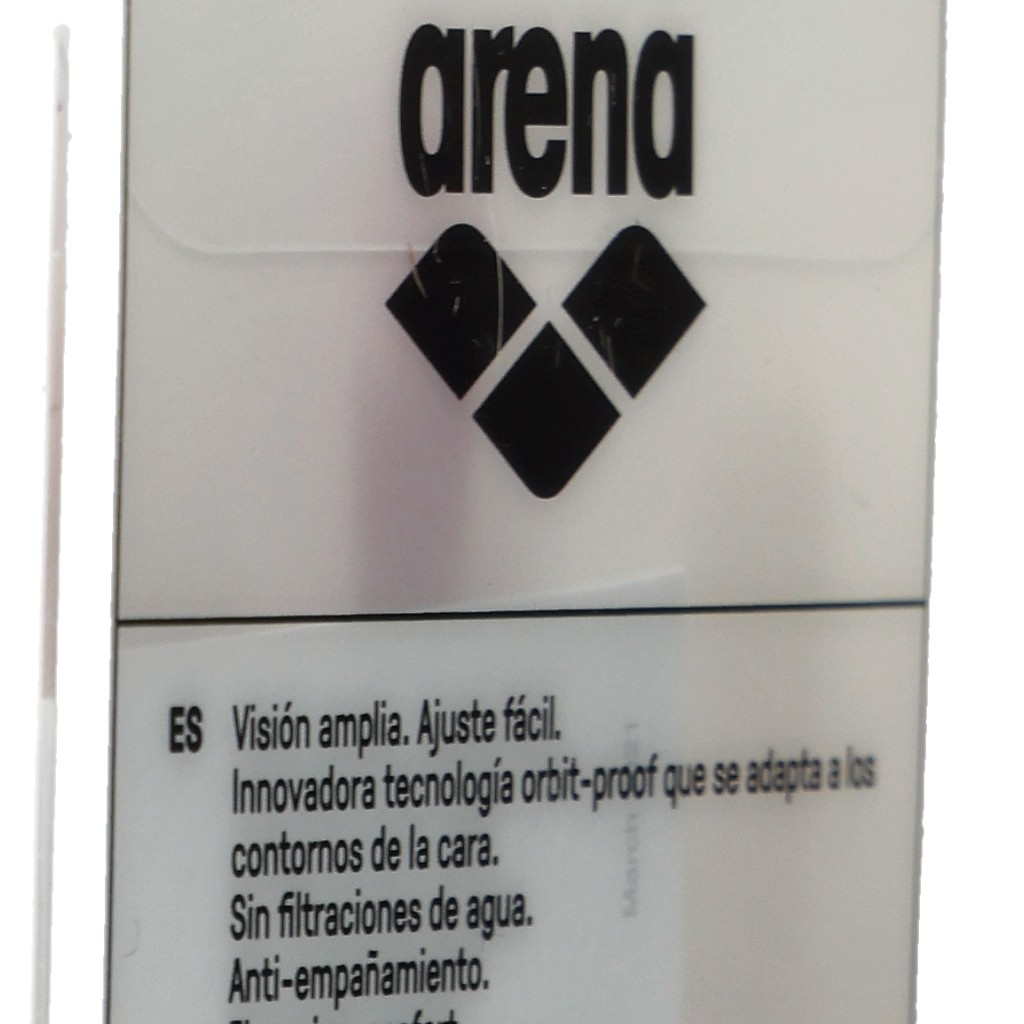 arena
ES Visión amplia. Ajuste fácil.
Innovadora tecnología orbit-proof que se adapta a los
contornos de la cara.
Sin filtraciones de agua.
Anti-empañamiento.
March